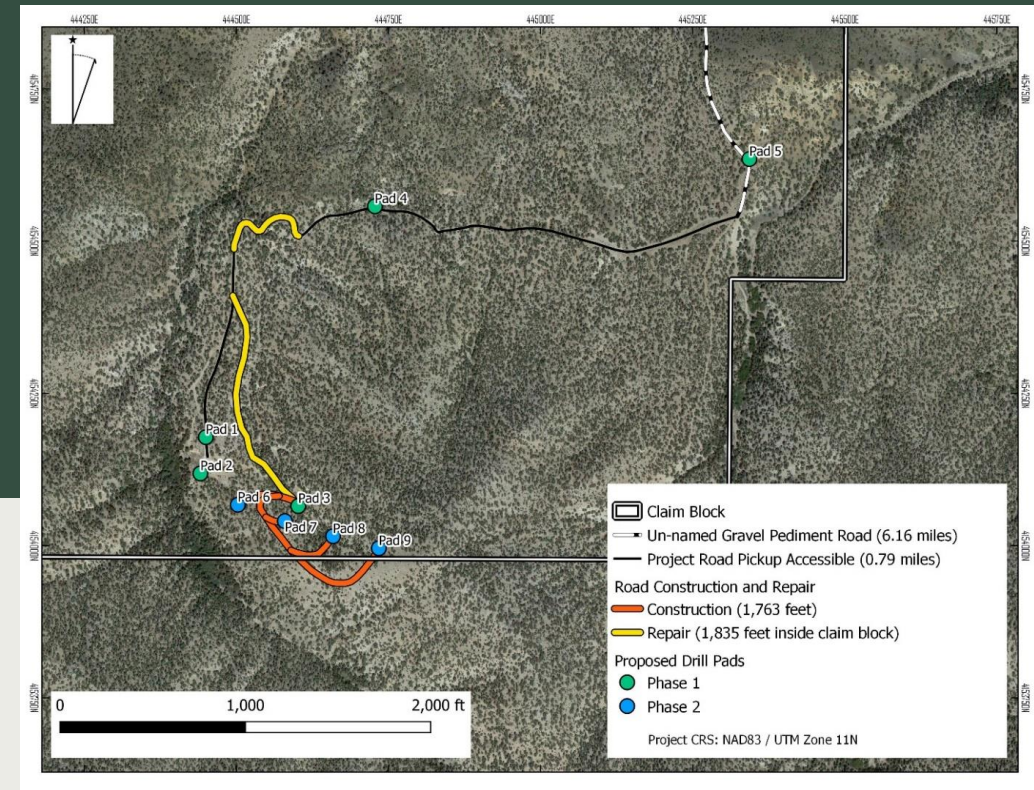 444250E 444500E 444750E 445000E 445250E 445500E 445750E
Pad 5
Pad 4
Pad 1
Pad 2
Pad 6
Pad 3
Pad 7
Pad 8
Pad 9
Claim Block
Un-named Gravel Pediment Road (6.16 miles)
Project Road Pickup Accessible (0.79 miles)
Road Construction and Repair
Construction (1,763 feet)
Repair (1,835 feet inside claim block)
Proposed Drill Pads
Phase 1
Phase 2
Project CRS: NAD83 / UTM Zone 11N
0 1,000 2,000 ft